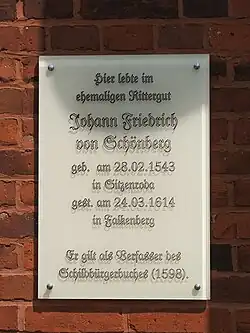 Hier lebte im
ehemaligen Rittergut
Johann Friedrich
von Schönberg
geb. am 28.02.1543
in Sitzenroda
gest. am 24.03.1614
in Falkenberg
Er gilt als Verfasser des
Schildbürgerbuches (1598).